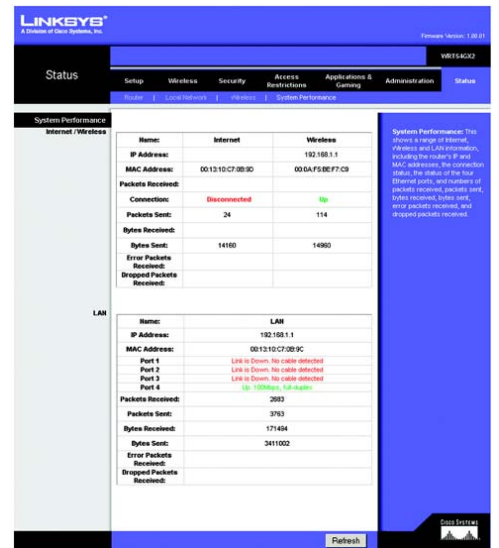 LINKSYS®
A Division of Cisco Systems, Inc.
Firmware Version: 1.00.01
WRT54GX2
Status
Setup Wireless Security Access Restrictions Applications & Gaming Administration Status
Router | Local Network | Wireless | System Performance
System Performance
Internet /Wireless
Name: Internet Wireless
IP Address: 192.168.1.1
MAC Address: 00:13:10:C7:0B:9D 00:0A:F5:BE:F7:C9
Packets Received:
Connection: Disconnected Up
Packets Sent: 24 114
Bytes Received:
Bytes Sent: 14160 14960
Error Packets Received:
Dropped Packets Received:
LAN
Name: LAN
IP Address: 192.168.1.1
MAC Address: 00:13:10:C7:0B:9C
Port 1 Link is Down. No cable detected
Port 2 Link is Down. No cable detected
Port 3 Link is Down. No cable detected
Port 4 Up. 100Mbps, full-duplex
Packets Received: 2683
Packets Sent: 3763
Bytes Received: 171494
Bytes Sent: 3411002
Error Packets Received:
Dropped Packets Received:
System Performance: This
shows a range of Internet,
Wireless and LAN information,
including the router's IP and
MAC addresses, the connection
status, the status of the four
Ethernet ports, and numbers of
packets received, packets sent,
bytes received, bytes sent,
error packets received, and
dropped packets received.
Refresh
CISCO SYSTEMS